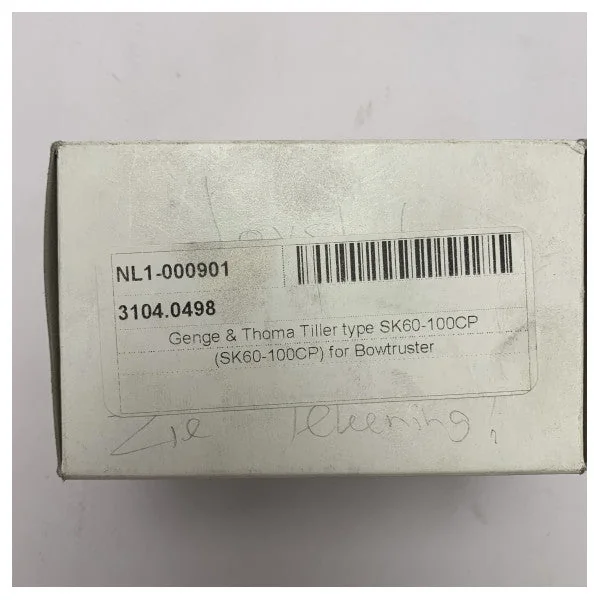 NL1-000901
3104.0498
Genge & Thoma Tiller type SK60-100CP
(SK60-100CP) for Bowtruster
Zie tekening!